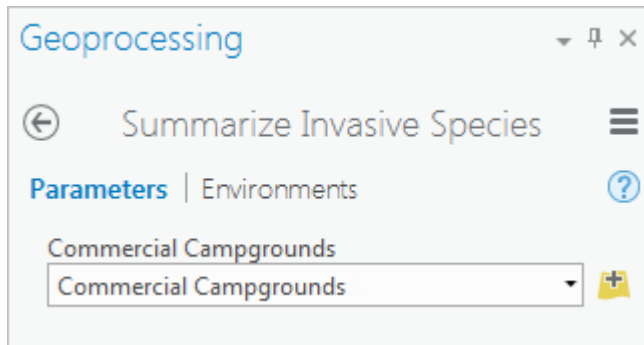 Geoprocessing
Summarize Invasive Species
Parameters | Environments
Commercial Campgrounds
Commercial Campgrounds